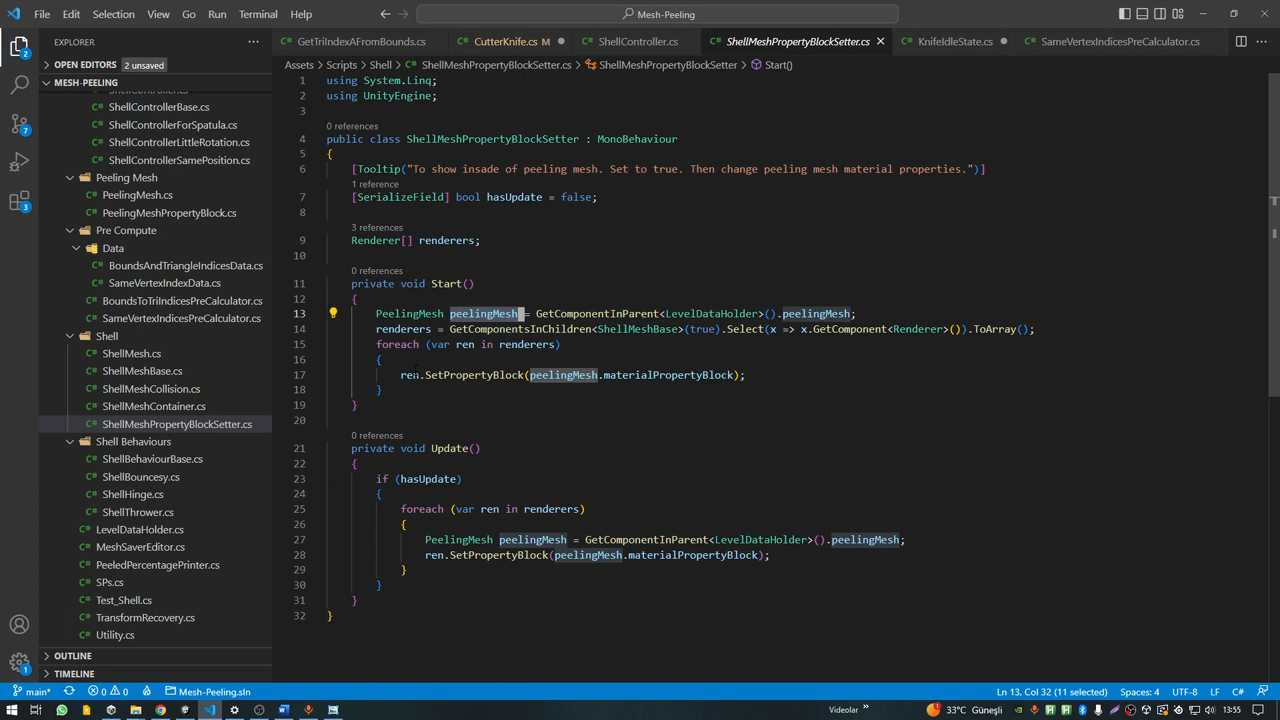 File Edit Selection View Go Run Terminal Help
Mesh-Peeling
EXPLORER
OPEN EDITORS 2 unsaved
MESH-PEELING
ShellController.cs
ShellControllerBase.cs
ShellControllerForSpatula.cs
ShellControllerLittleRotation.cs
ShellControllerSamePosition.cs
Peeling Mesh
PeelingMesh.cs
PeelingMeshPropertyBlock.cs
Pre Compute
Data
BoundsAndTriangleIndicesData.cs
SameVertexIndexData.cs
BoundsToTriIndicesPreCalculator.cs
SameVertexIndicesPreCalculator.cs
Shell
ShellMesh.cs
ShellMeshBase.cs
ShellMeshCollision.cs
ShellMeshContainer.cs
ShellMeshPropertyBlockSetter.cs
Shell Behaviours
ShellBehaviourBase.cs
ShellBouncesy.cs
ShellHinge.cs
ShellThrower.cs
LevelDataHolder.cs
MeshSaverEditor.cs
PeeledPercentagePrinter.cs
SPs.cs
Test_Shell.cs
TransformRecovery.cs
Utility.cs
OUTLINE
TIMELINE
2
7
3
1
GetTriIndexAFromBounds.cs CutterKnife.cs M ShellController.cs ShellMeshPropertyBlockSetter.cs KnifeIdleState.cs SameVertexIndicesPreCalculator.cs
Assets > Scripts > Shell > ShellMeshPropertyBlockSetter.cs > ShellMeshPropertyBlockSetter > Start()
1 using System.Linq;
2 using UnityEngine;
3
0 references
4 public class ShellMeshPropertyBlockSetter : MonoBehaviour
5 {
6 [Tooltip("To show insade of peeling mesh. Set to true. Then change peeling mesh material properties.")]
1 reference
7 [SerializeField] bool hasUpdate = false;
8
3 references
9 Renderer[] renderers;
10
0 references
11 private void Start()
12 {
13 PeelingMesh peelingMesh = GetComponentInParent<LevelDataHolder>().peelingMesh;
14 renderers = GetComponentsInChildren<ShellMeshBase>(true).Select(x => x.GetComponent<Renderer>()).ToArray();
15 foreach (var ren in renderers)
16 {
17 ren.SetPropertyBlock(peelingMesh.materialPropertyBlock);
18 }
19 }
20
0 references
21 private void Update()
22 {
23 if (hasUpdate)
24 {
25 foreach (var ren in renderers)
26 {
27 PeelingMesh peelingMesh = GetComponentInParent<LevelDataHolder>().peelingMesh;
28 ren.SetPropertyBlock(peelingMesh.materialPropertyBlock);
29 }
30 }
31 }
32 }
main* 0 0 Mesh-Peeling.sln Ln 13, Col 32 (11 selected) Spaces: 4 UTF-8 LF C#
Videolar 33°C Güneşli 13:55